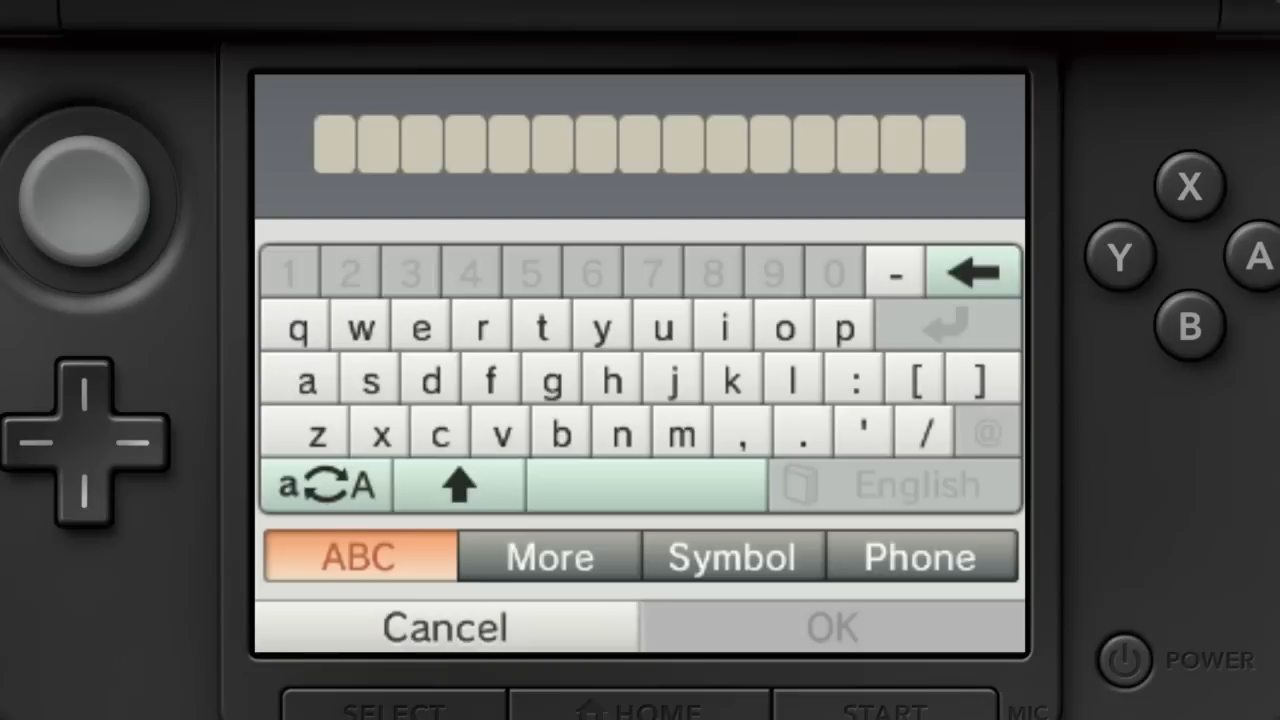 1 2 3 4 5 6 7 8 9 0 -
q w e r t y u i o p
a s d f g h j k l : [ ]
z x c v b n m , . ' / @
a A English
ABC More Symbol Phone
Cancel OK
X
Y A
B
POWER
SELECT HOME START MIC